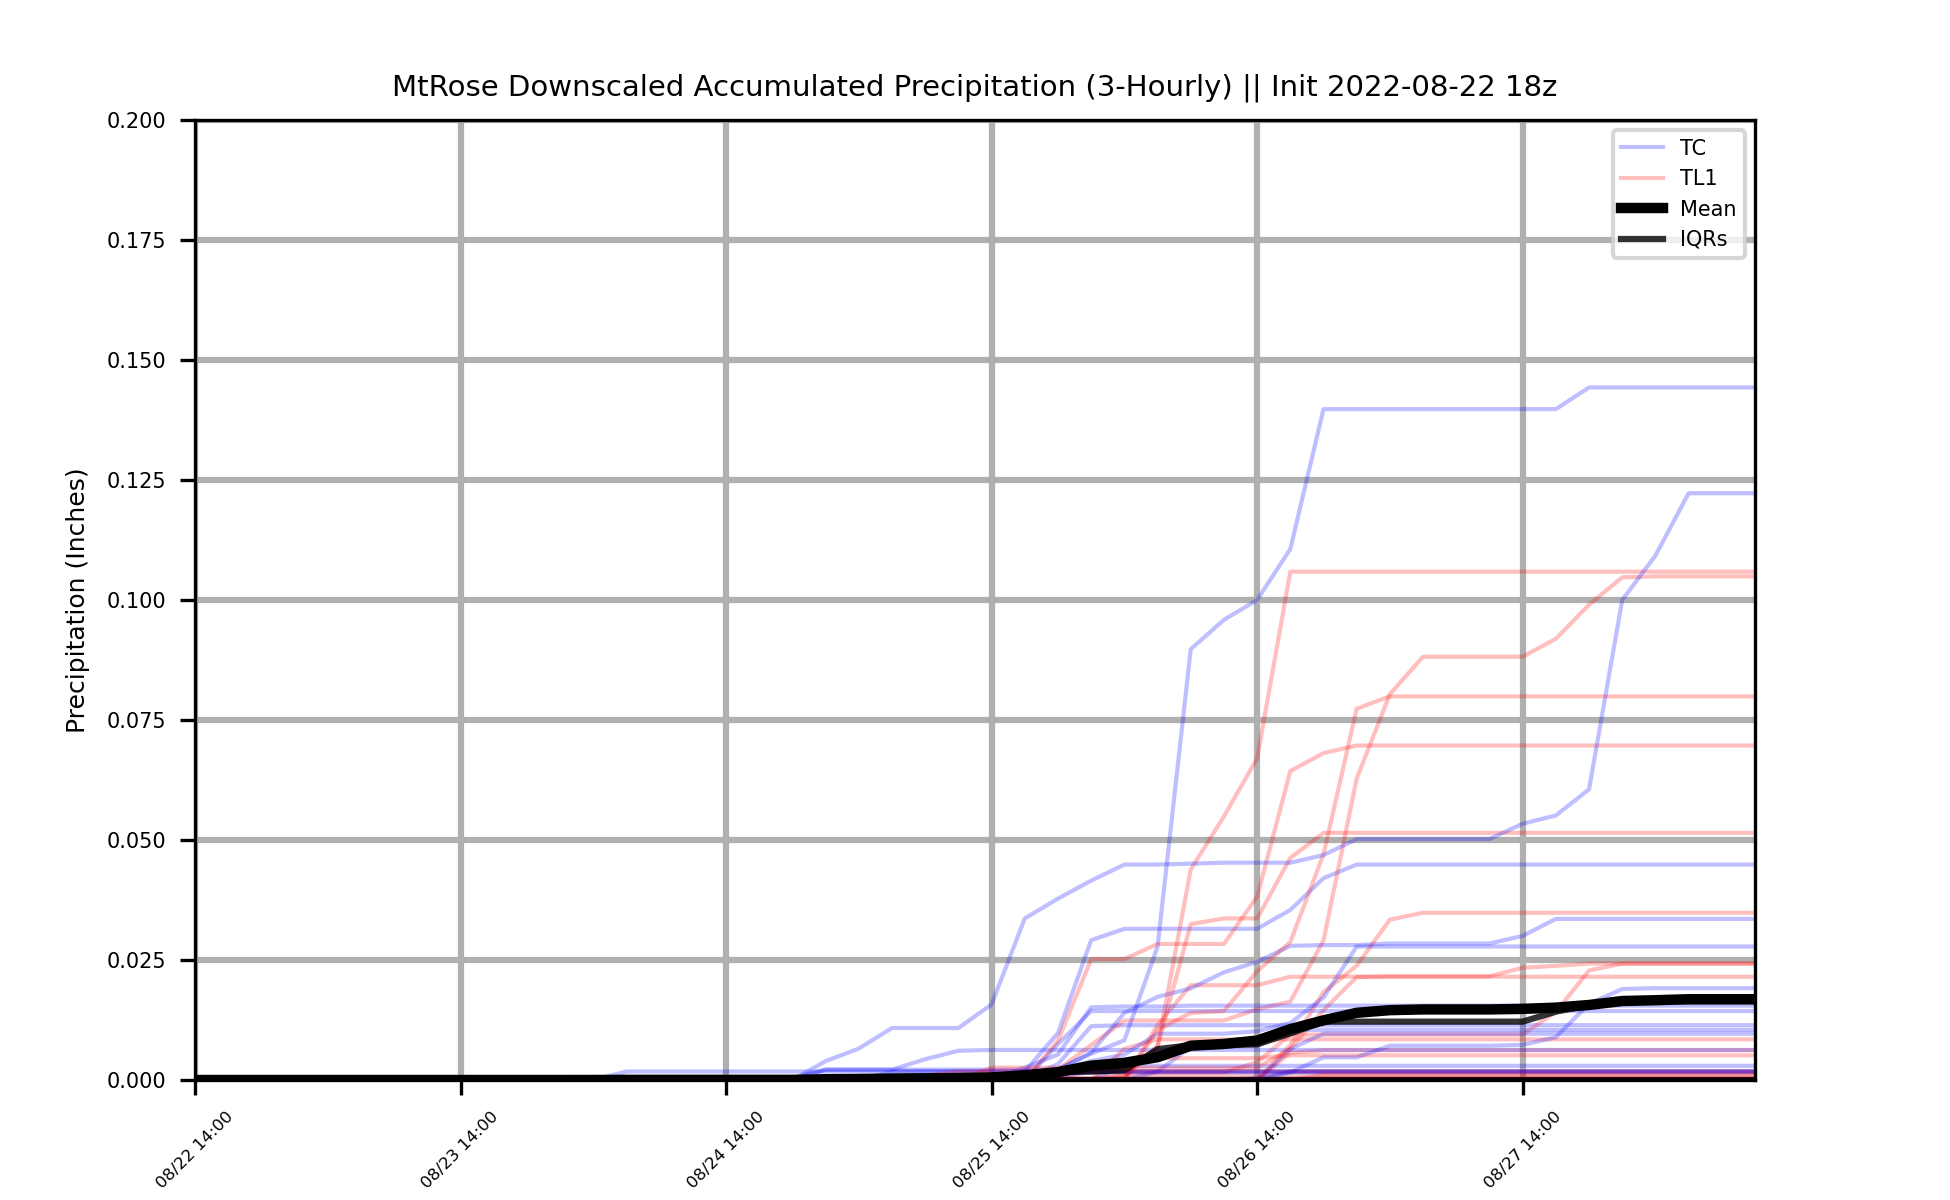 MtRose Downscaled Accumulated Precipitation (3-Hourly) || Init 2022-08-22 18z
TC
TL1
Mean
IQRs
Precipitation (Inches)
0.200
0.175
0.150
0.125
0.100
0.075
0.050
0.025
0.000
08/22 14:00
08/23 14:00
08/24 14:00
08/25 14:00
08/26 14:00
08/27 14:00